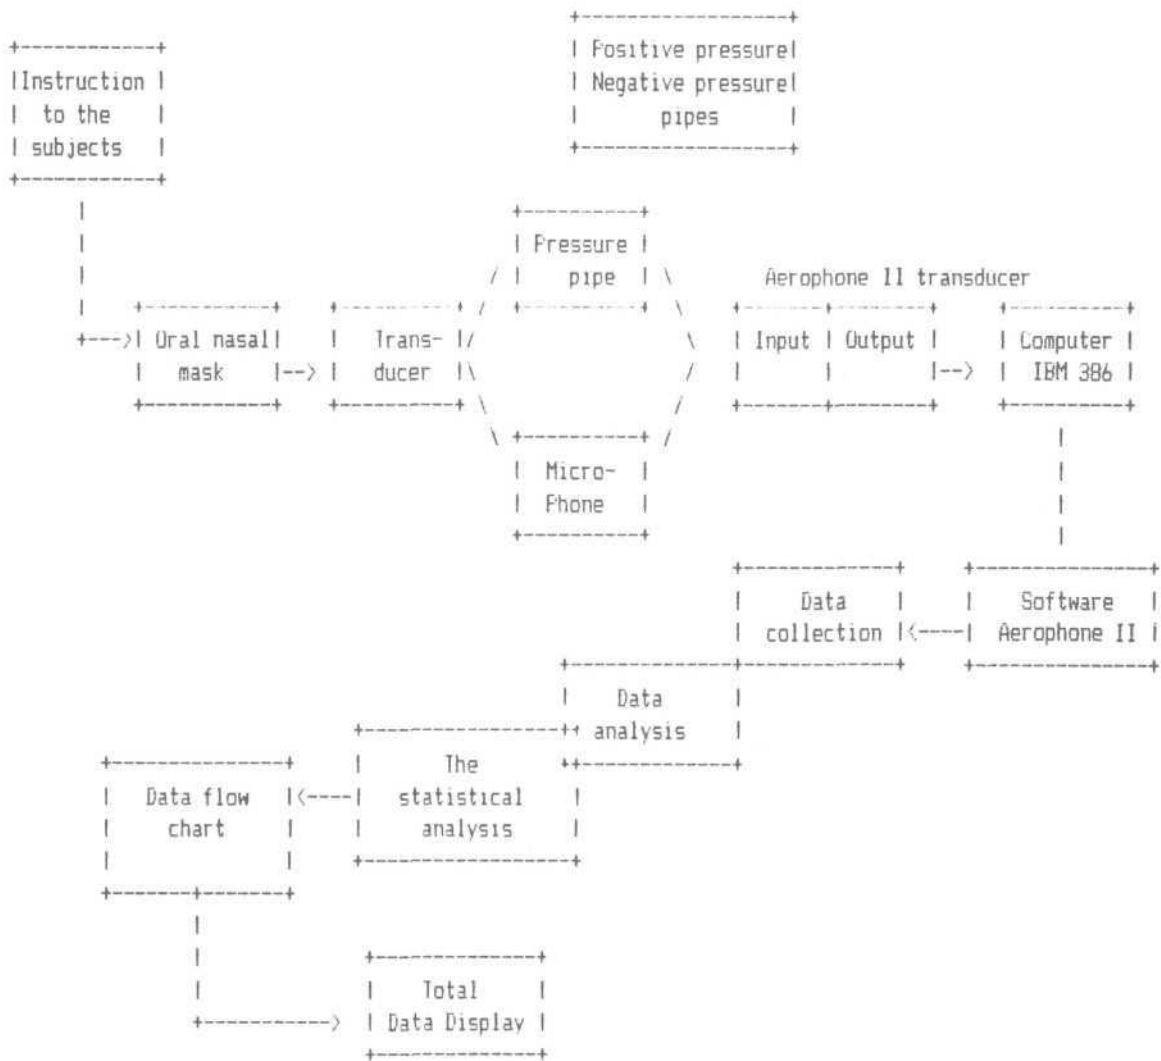 Instruction
to the
subjects
Positive pressure
Negative pressure
pipes
Pressure
pipe
Aerophone II transducer
Oral nasal
mask
Trans-
ducer
Input
Output
Computer
IBM 386
Micro-
Phone
Data
collection
Software
Aerophone II
Data
analysis
The
statistical
analysis
Data flow
chart
Total
Data Display